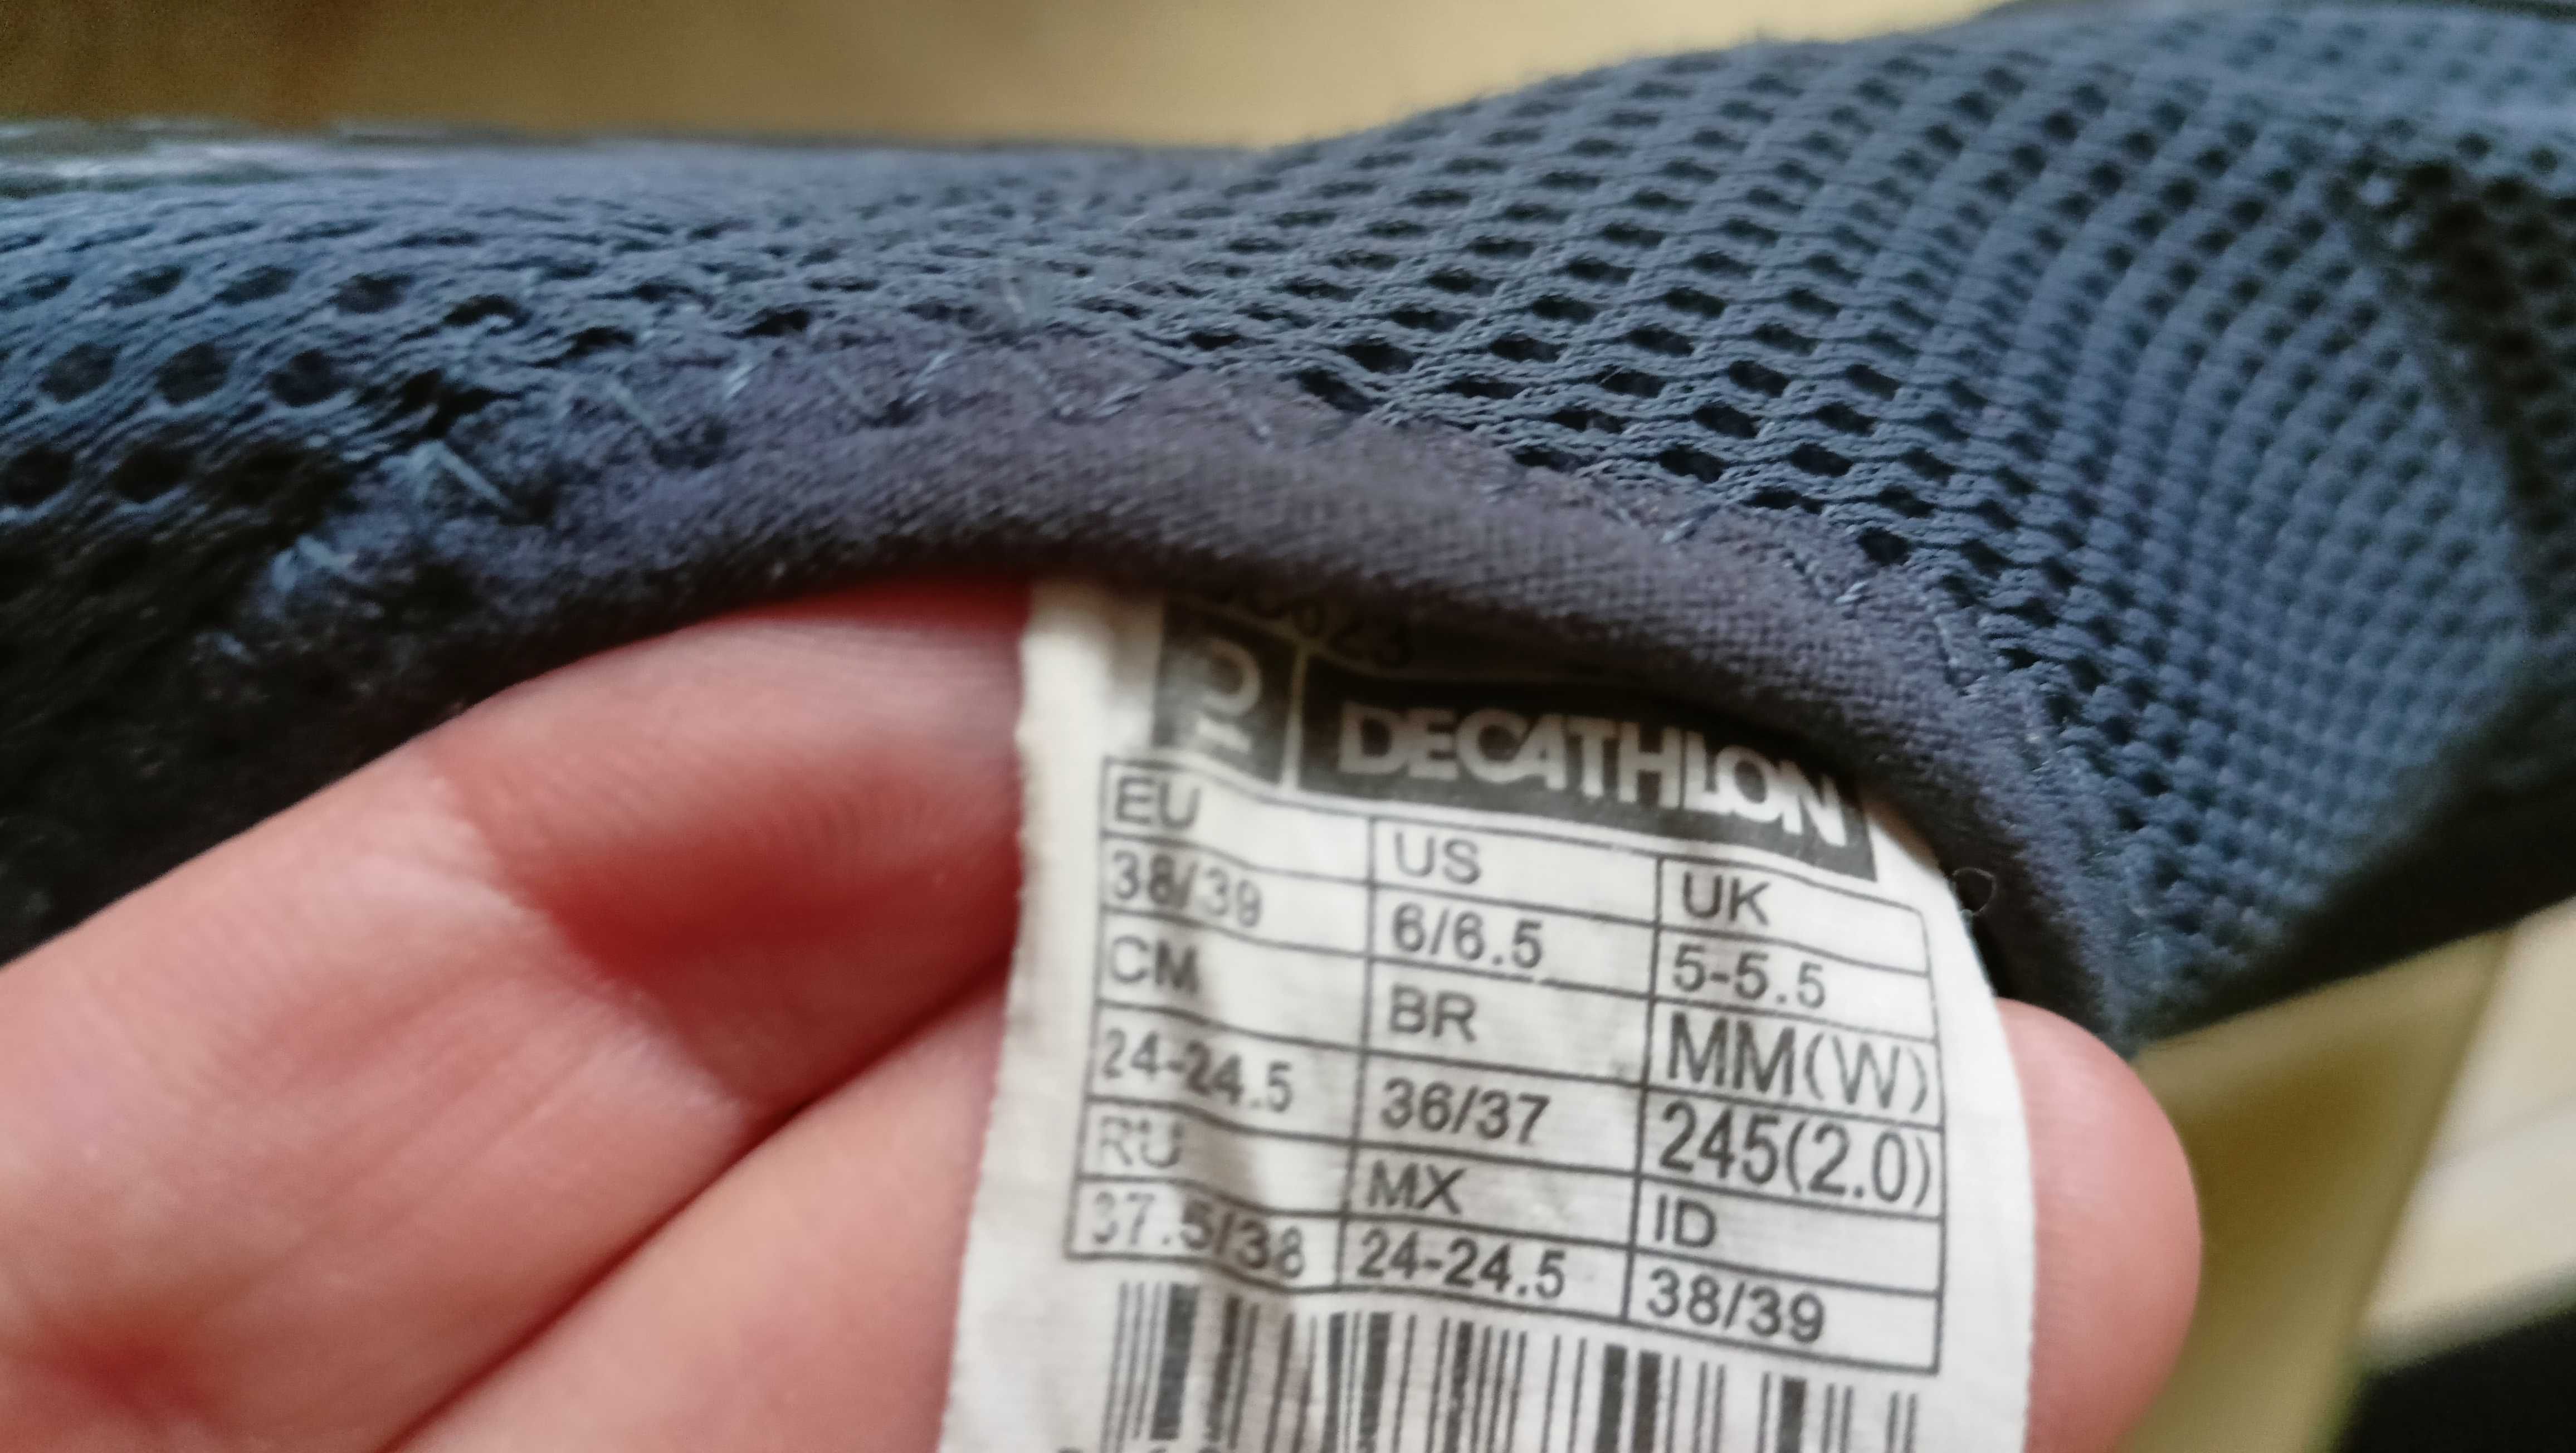 DECATHLON
EU US UK
38/39 6/6.5 5-5.5
CM BR MM(W)
24-24.5 36/37 245(2.0)
RU MX ID
37.5/38 24-24.5 38/39